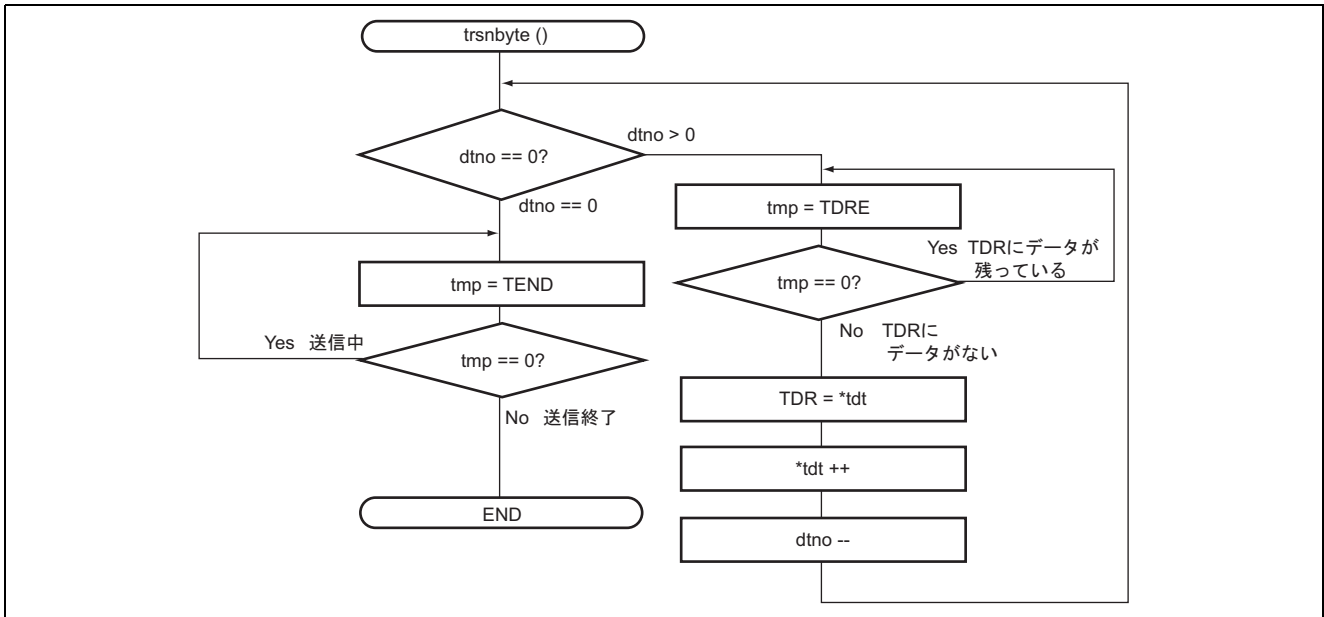 trsnbyte ()
dtno == 0?
dtno > 0
dtno == 0
tmp = TEND
Yes 送信中
tmp == 0?
No 送信終了
END
tmp = TDRE
Yes TDRにデータが
残っている
tmp == 0?
No TDRに
データがない
TDR = *tdt
*tdt ++
dtno --